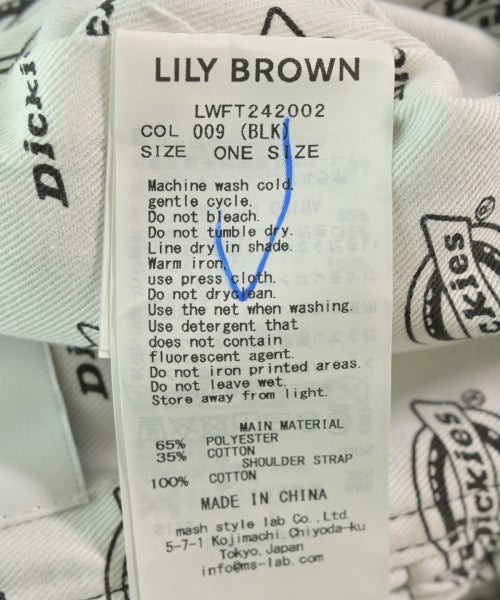 LILY BROWN
LWFT242002
COL 009 (BLK)
SIZE ONE SIZE
Machine wash cold,
gentle cycle.
Do not bleach.
Do not tumble dry.
Line dry in shade.
Warm iron,
use press cloth.
Do not dryclean.
Use the net when washing.
Use detergent that
does not contain
fluorescent agent.
Do not iron printed areas.
Do not leave wet.
Store away from light.
MAIN MATERIAL
65% POLYESTER
35% COTTON
SHOULDER STRAP
100% COTTON
MADE IN CHINA
mash style lab Co.,Ltd.
5-7-1 Kojimachi,Chiyoda-ku
Tokyo,Japan
info@ms-lab.com
Dicki
Di
Dickies
Dickies